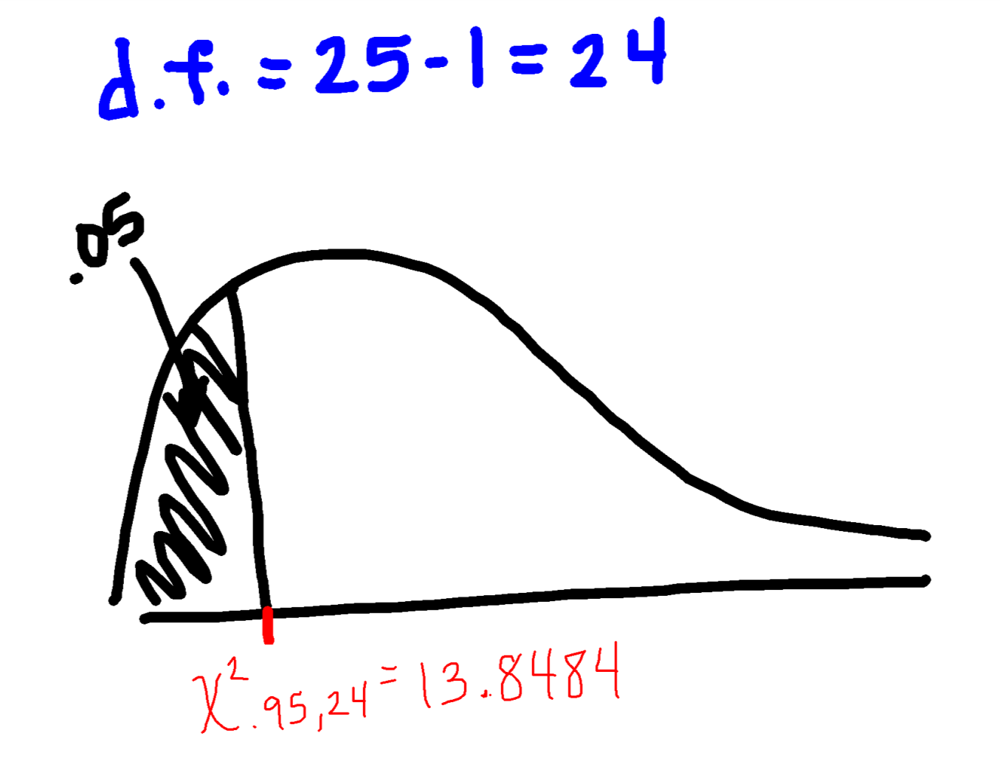 d.f. = 25 - 1 = 24
.05
χ².95,24 = 13.8484